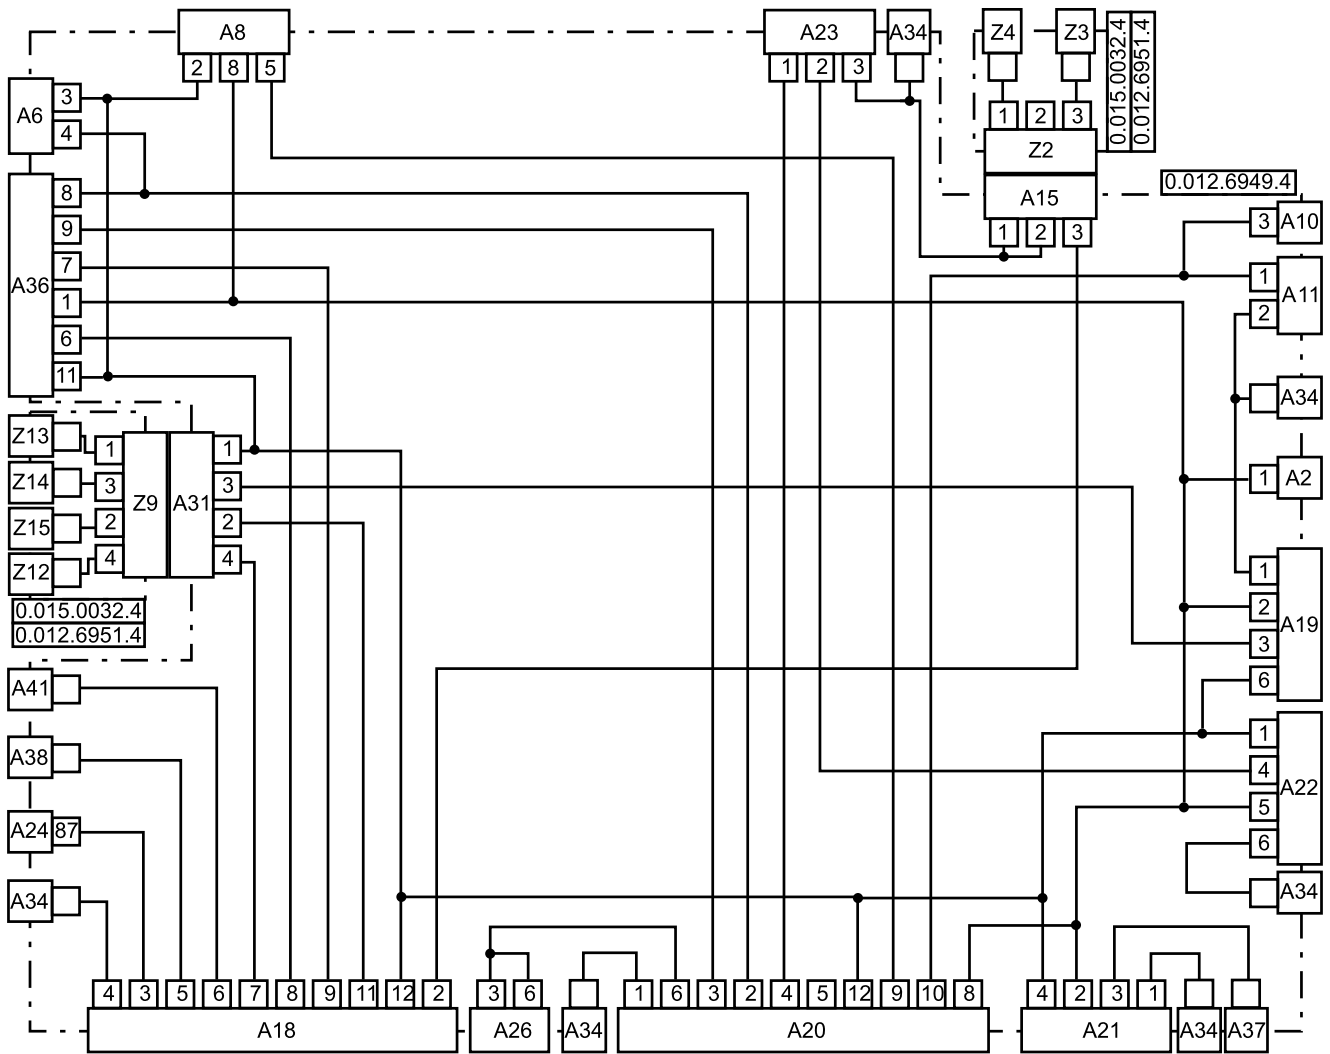 A8 A23 A34 Z4 Z3
2 8 5 1 2 3
0.015.0032.4
0.012.6951.4
A6 3
4
1 2 3
Z2
A15
1 2 3
0.012.6949.4
3 A10
A36
8
9
7
1
6
11
1 A11
2
A34
1 A2
Z13
Z14
Z15
Z12
1
3
2
4
Z9 A31
1
3
2
4
0.015.0032.4
0.012.6951.4
1
2
3
6
A19
A41
A38
A24 87
A34
1
4
5
6
A22
A34
4 3 5 6 7 8 9 11 12 2 3 6 1 6 3 2 4 5 12 9 10 8 4 2 3 1
A18 A26 A34 A20 A21 A34 A37